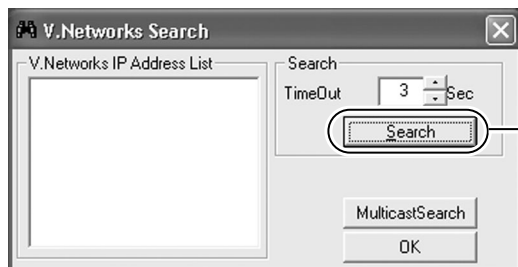 V.Networks Search
V.Networks IP Address List
Search
TimeOut 3 Sec
Search
MulticastSearch
OK